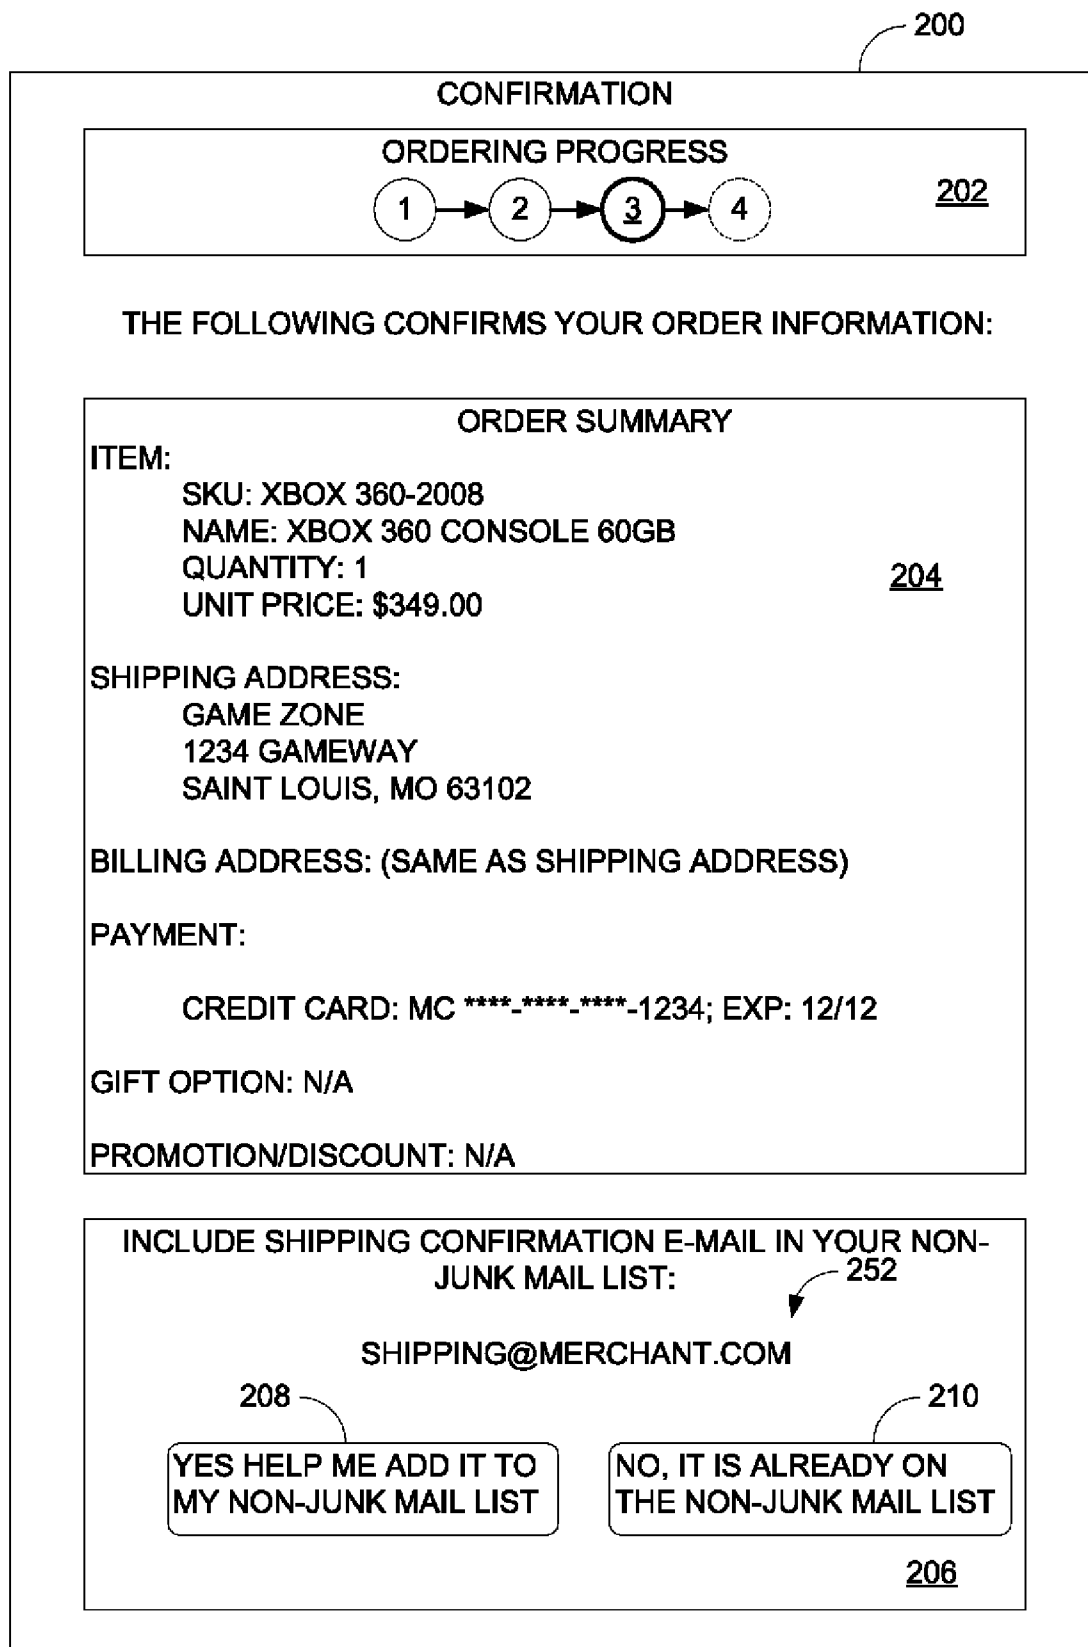 200
CONFIRMATION
ORDERING PROGRESS
1 2 3 4
202
THE FOLLOWING CONFIRMS YOUR ORDER INFORMATION:
ORDER SUMMARY
ITEM:
SKU: XBOX 360-2008
NAME: XBOX 360 CONSOLE 60GB
QUANTITY: 1
204
UNIT PRICE: $349.00
SHIPPING ADDRESS:
GAME ZONE
1234 GAMEWAY
SAINT LOUIS, MO 63102
BILLING ADDRESS: (SAME AS SHIPPING ADDRESS)
PAYMENT:
CREDIT CARD: MC ****-****-****-1234; EXP: 12/12
GIFT OPTION: N/A
PROMOTION/DISCOUNT: N/A
INCLUDE SHIPPING CONFIRMATION E-MAIL IN YOUR NON-
JUNK MAIL LIST:
252
SHIPPING@MERCHANT.COM
208
210
YES HELP ME ADD IT TO
MY NON-JUNK MAIL LIST
NO, IT IS ALREADY ON
THE NON-JUNK MAIL LIST
206